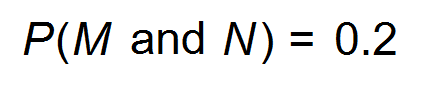 P(M and N) = 0.2